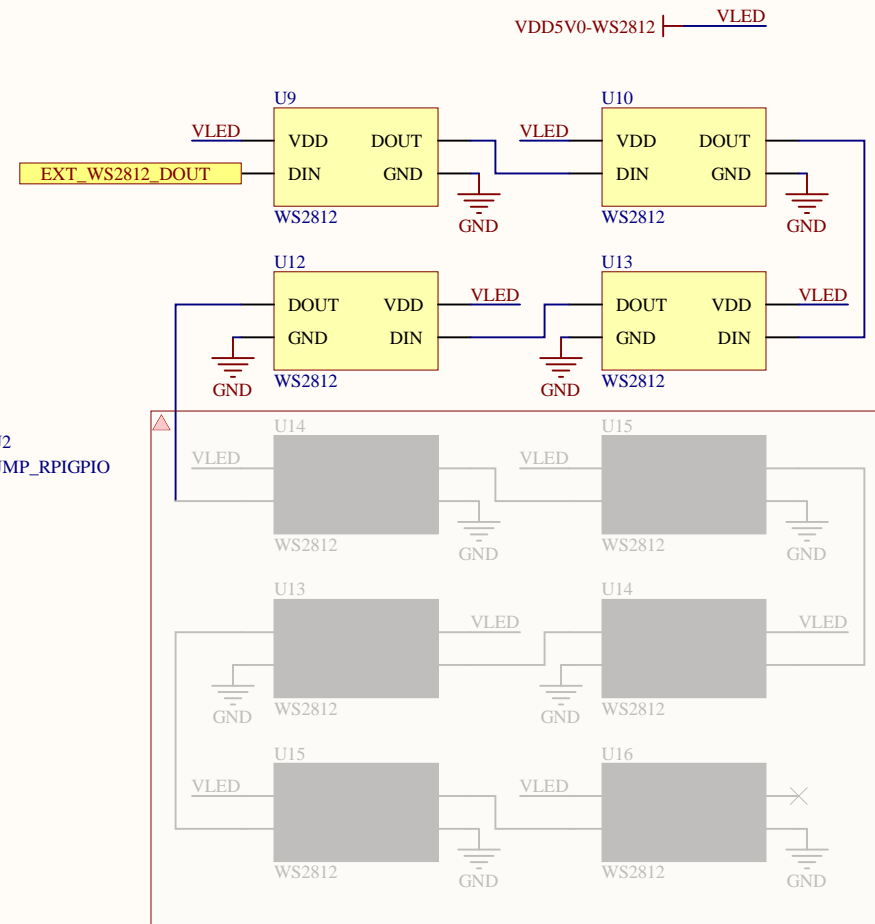 VLED
VDD5V0-WS2812
U9
U10
VLED
VDD
DOUT
VLED
VDD
DOUT
EXT_WS2812_DOUT
DIN
GND
DIN
GND
WS2812
GND
WS2812
GND
U12
U13
DOUT
VDD
VLED
DOUT
VDD
VLED
GND
DIN
GND
DIN
GND
WS2812
GND
WS2812
U14
U15
VLED
VLED
WS2812
GND
WS2812
GND
U13
U14
VLED
VLED
GND
WS2812
GND
WS2812
U15
U16
VLED
VLED
WS2812
GND
WS2812
GND